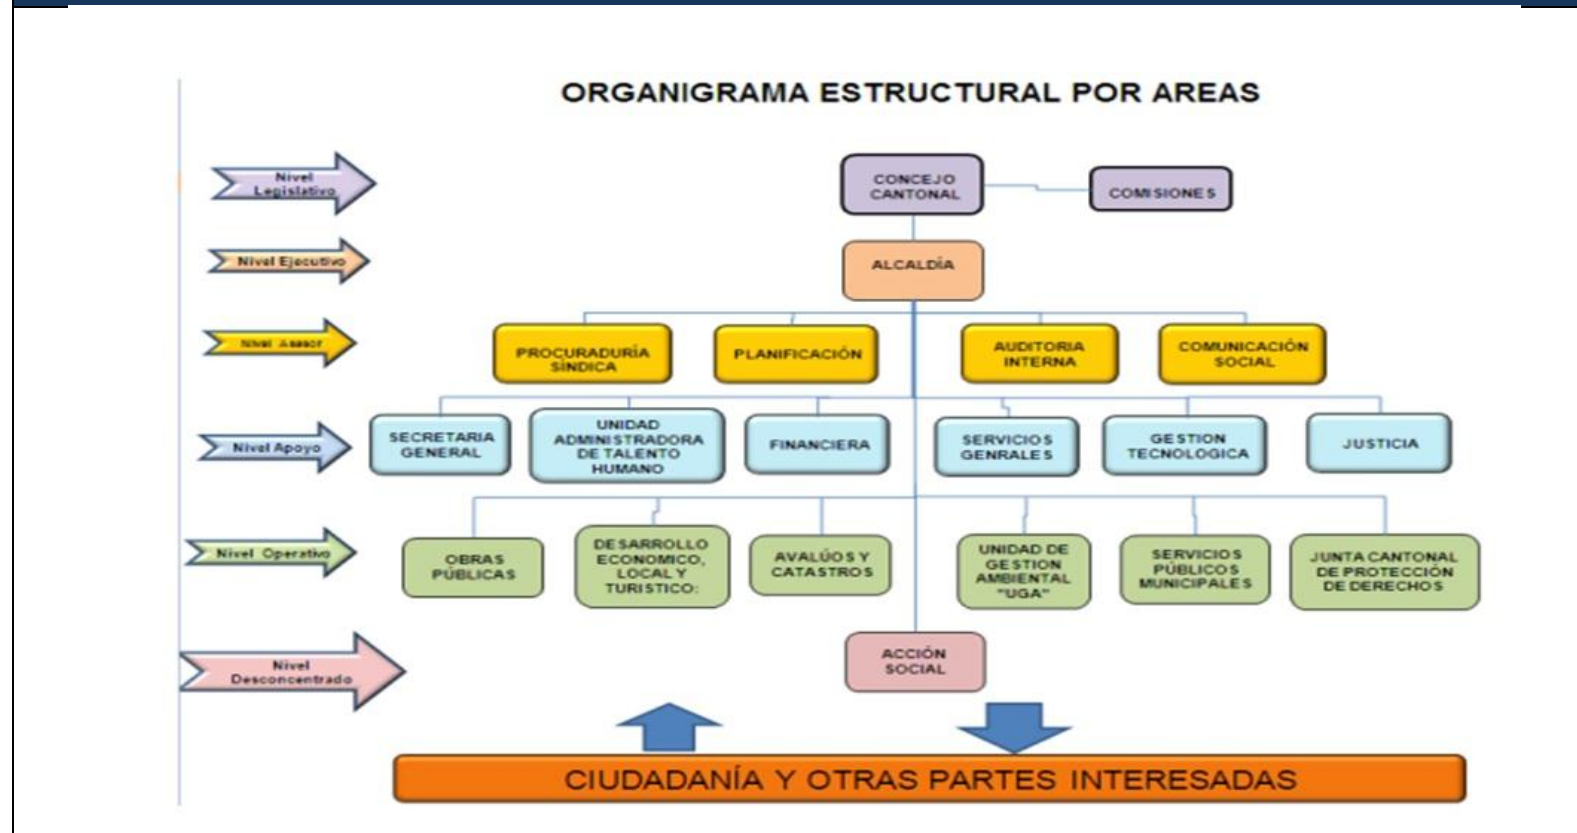 ORGANIGRAMA ESTRUCTURAL POR AREAS
Nivel
Legislativo
CONCEJO
CANTONAL
COMISIONES
Nivel Ejecutivo
ALCALDÍA
Nivel Asesor
PROCURADURÍA
SÍNDICA
PLANIFICACIÓN
AUDITORIA
INTERNA
COMUNICACIÓN
SOCIAL
Nivel Apoyo
SECRETARIA
GENERAL
UNIDAD
ADMINISTRADORA
DE TALENTO
HUMANO
FINANCIERA
SERVICIOS
GENRALES
GESTION
TECNOLOGICA
JUSTICIA
Nivel Operativo
OBRAS
PÚBLICAS
DESARROLLO
ECONOMICO,
LOCAL Y
TURISTICO:
AVALÚOS Y
CATASTROS
UNIDAD DE
GESTION
AMBIENTAL
"UGA"
SERVICIOS
PÚBLICOS
MUNICIPALES
JUNTA CANTONAL
DE PROTECCIÓN
DE DERECHOS
Nivel
Desconcentrado
ACCIÓN
SOCIAL
CIUDADANÍA Y OTRAS PARTES INTERESADAS